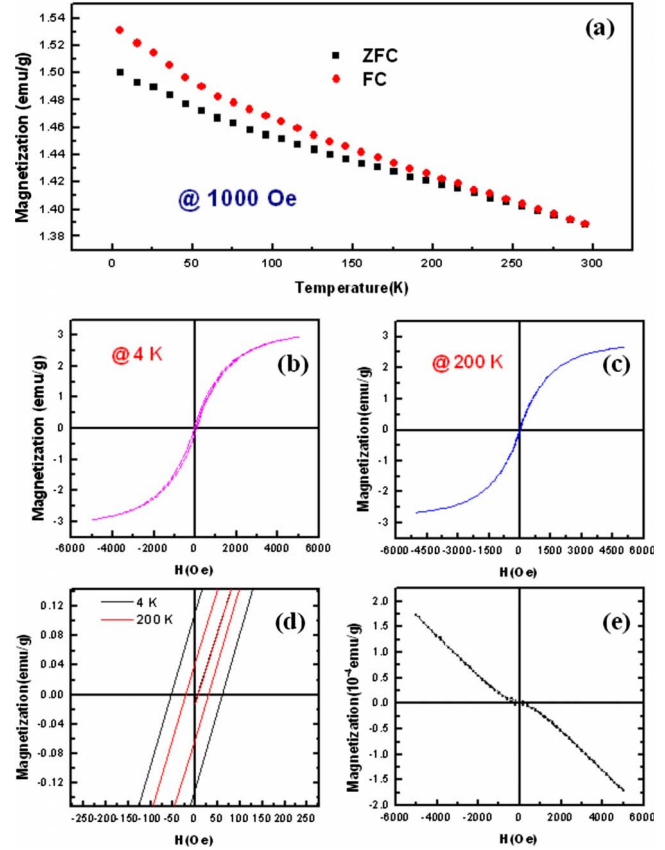 1.54
1.52
1.50
1.48
1.46
1.44
1.42
1.40
1.38
Magnetization (emu/g)
(a)
ZFC
FC
@ 1000 Oe
0 50 100 150 200 250 300
Temperature(K)
3
2
1
0
-1
-2
-3
Magnetization (emu/g)
@ 4 K
(b)
-6000 -4000 -2000 0 2000 4000 6000
H (Oe)
3
2
1
0
-1
-2
-3
Magnetization(emu/g)
@ 200 K
(c)
-6000 -4500 -3000 -1500 0 1500 3000 4500 6000
H (Oe)
0.12
0.08
0.04
0.00
-0.04
-0.08
-0.12
Magnetization(emu/g)
4 K
200 K
(d)
-250 -200 -150 -100 -50 0 50 100 150 200 250
H (Oe)
2.0
1.5
1.0
0.5
0.0
-0.5
-1.0
-1.5
-2.0
Magnetization(10⁻⁴emu/g)
(e)
-6000 -4000 -2000 0 2000 4000 6000
H (Oe)